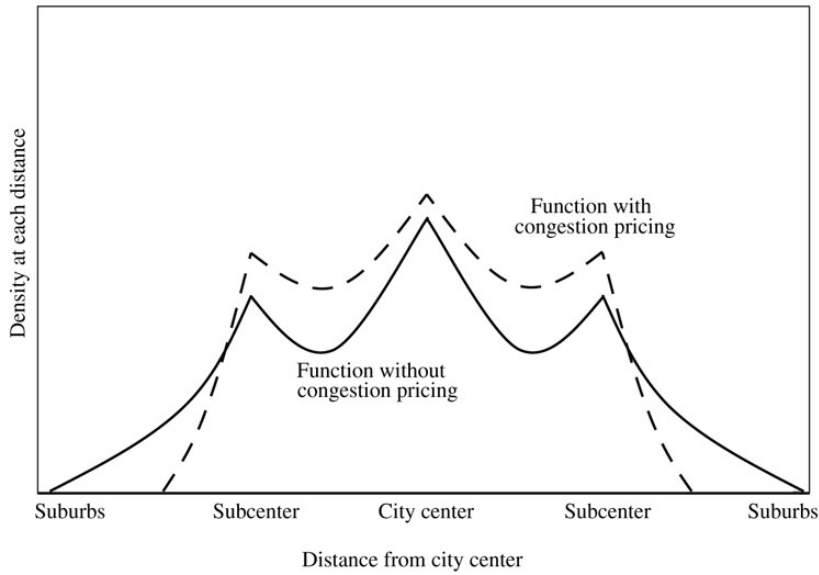 Density at each distance
Function with
congestion pricing
Function without
congestion pricing
Suburbs
Subcenter
City center
Subcenter
Suburbs
Distance from city center